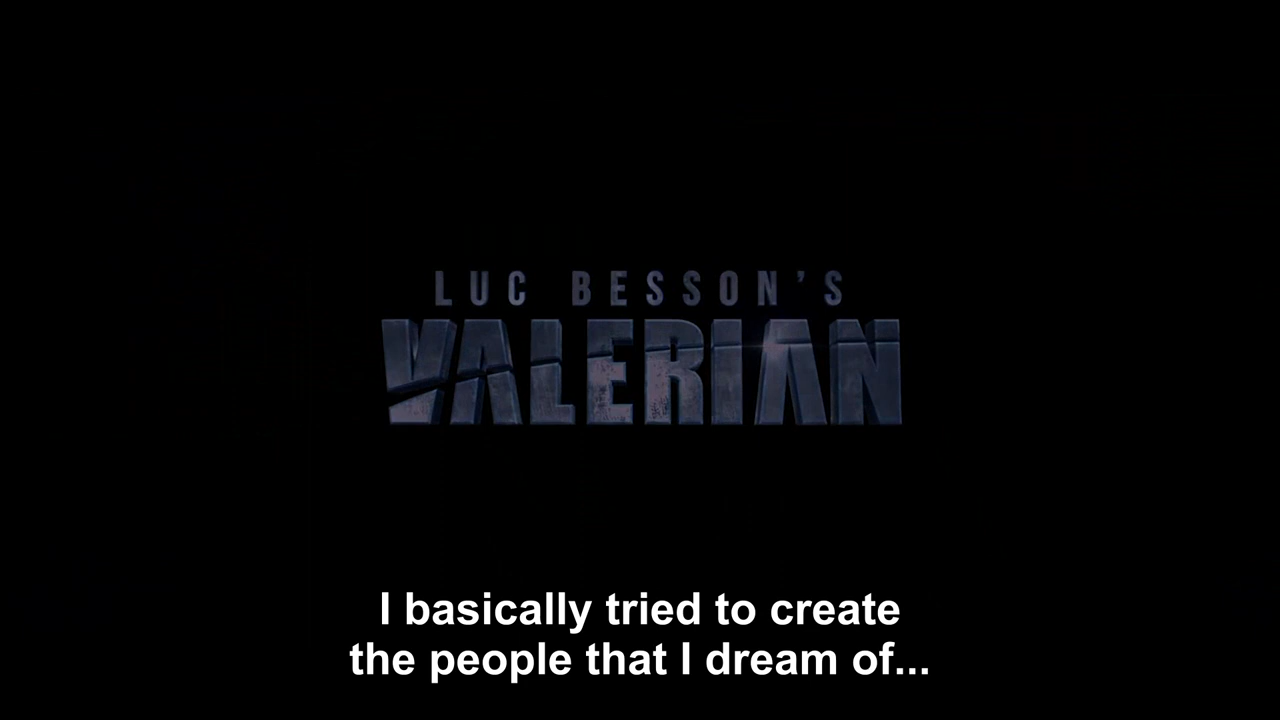 LUC BESSON'S
VALERIAN
I basically tried to create
the people that I dream of...